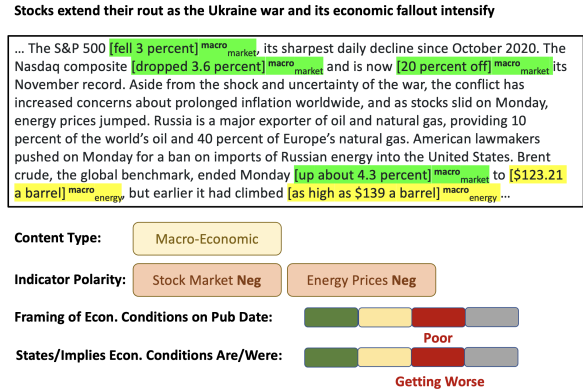 Stocks extend their rout as the Ukraine war and its economic fallout intensify
... The S&P 500 [fell 3 percent] macro market, its sharpest daily decline since October 2020. The
Nasdaq composite [dropped 3.6 percent] macro market and is now [20 percent off] macro market its
November record. Aside from the shock and uncertainty of the war, the conflict has
increased concerns about prolonged inflation worldwide, and as stocks slid on Monday,
energy prices jumped. Russia is a major exporter of oil and natural gas, providing 10
percent of the world's oil and 40 percent of Europe's natural gas. American lawmakers
pushed on Monday for a ban on imports of Russian energy into the United States. Brent
crude, the global benchmark, ended Monday [up about 4.3 percent] macro market to [$123.21
a barrel] macro energy, but earlier it had climbed [as high as $139 a barrel] macro energy ...
Content Type: Macro-Economic
Indicator Polarity: Stock Market Neg Energy Prices Neg
Framing of Econ. Conditions on Pub Date:
Poor
States/Implies Econ. Conditions Are/Were:
Getting Worse